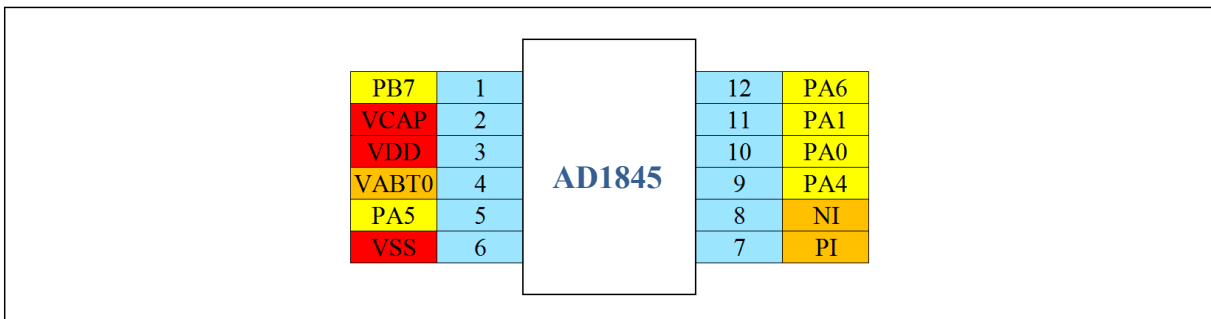 PB7 1 12 PA6
VCAP 2 11 PA1
VDD 3 10 PA0
VABT0 4 AD1845 9 PA4
PA5 5 8 NI
VSS 6 7 PI